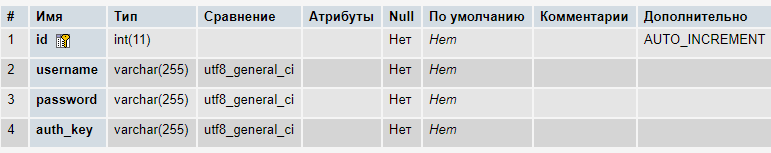 # Имя Тип Сравнение Атрибуты Null По умолчанию Комментарии Дополнительно
1 id int(11) Нет Нет AUTO_INCREMENT
2 username varchar(255) utf8_general_ci Нет Нет
3 password varchar(255) utf8_general_ci Нет Нет
4 auth_key varchar(255) utf8_general_ci Нет Нет